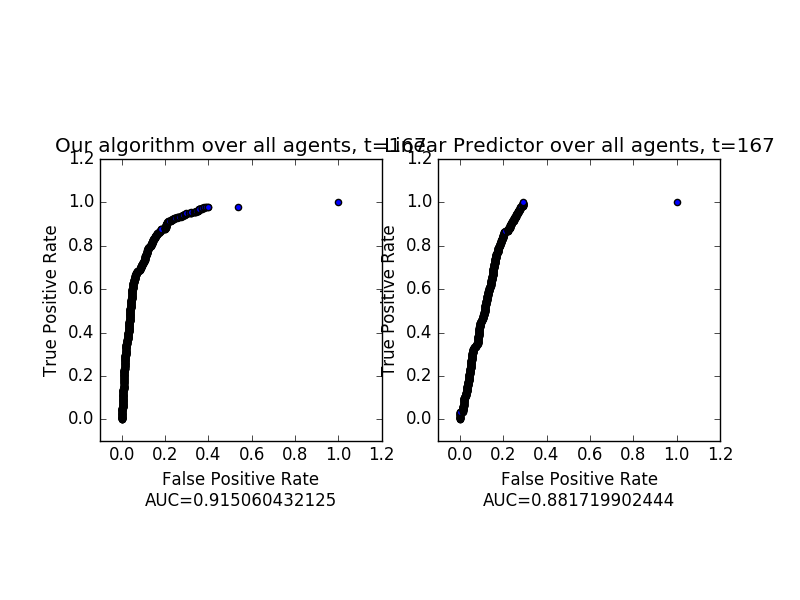 Our algorithm over all agents, t=167
Linear Predictor over all agents, t=167
True Positive Rate
1.2
1.0
0.8
0.6
0.4
0.2
0.0
0.0 0.2 0.4 0.6 0.8 1.0 1.2
False Positive Rate
AUC=0.915060432125
True Positive Rate
1.2
1.0
0.8
0.6
0.4
0.2
0.0
0.0 0.2 0.4 0.6 0.8 1.0 1.2
False Positive Rate
AUC=0.881719902444